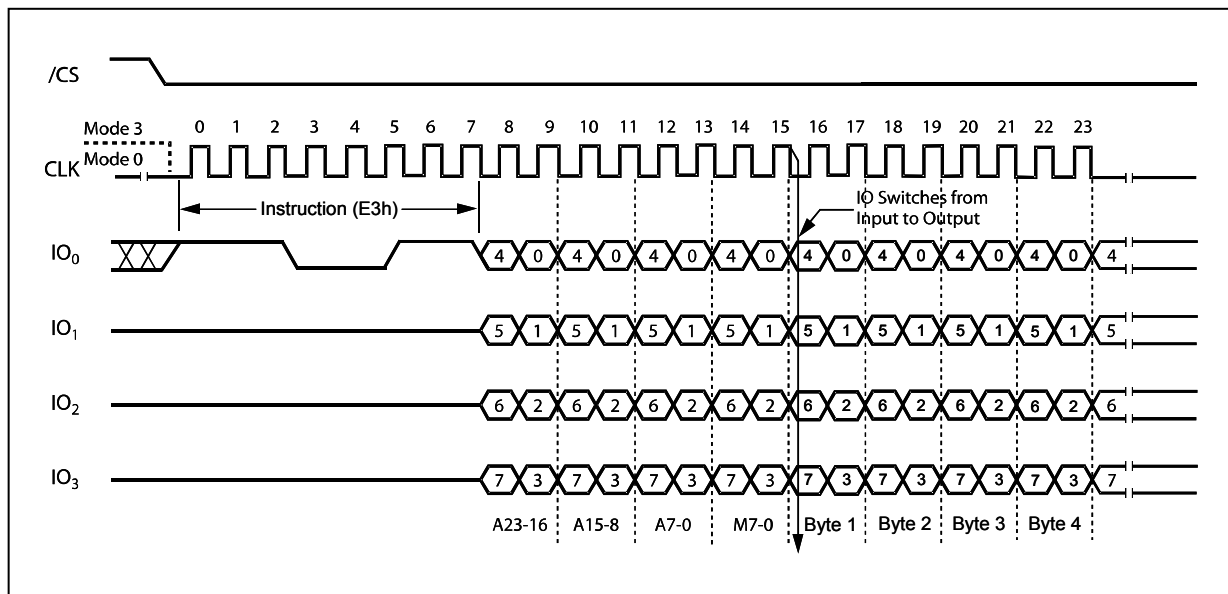 /CS
Mode 3
0 1 2 3 4 5 6 7 8 9 10 11 12 13 14 15 16 17 18 19 20 21 22 23
CLK
Mode 0
Instruction (E3h)
IO Switches from
Input to Output
IO0
4 0 4 0 4 0 4 0 4 0 4 0 4 0 4 0 4
IO1
5 1 5 1 5 1 5 1 5 1 5 1 5 1 5 1 5
IO2
6 2 6 2 6 2 6 2 6 2 6 2 6 2 6 2 6
IO3
7 3 7 3 7 3 7 3 7 3 7 3 7 3 7 3 7
A23-16 A15-8 A7-0 M7-0 Byte 1 Byte 2 Byte 3 Byte 4